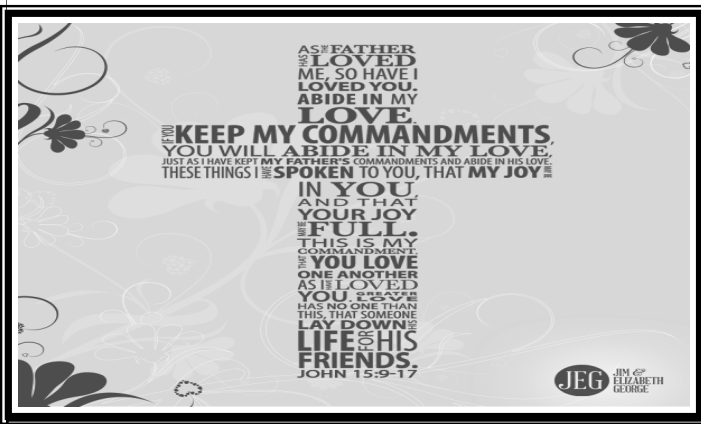 AS THE FATHER
HAS LOVED
ME, SO HAVE I
LOVED YOU.
ABIDE IN MY
LOVE.
IF YOU KEEP MY COMMANDMENTS,
YOU WILL ABIDE IN MY LOVE,
JUST AS I HAVE KEPT MY FATHER'S COMMANDMENTS AND ABIDE IN HIS LOVE.
THESE THINGS I HAVE SPOKEN TO YOU, THAT MY JOY MAY BE
IN YOU,
AND THAT
YOUR JOY
MAY BE FULL.
THIS IS MY
COMMANDMENT,
THAT YOU LOVE
ONE ANOTHER
AS I HAVE LOVED
YOU. GREATER LOVE
HAS NO ONE THAN
THIS, THAT SOMEONE
LAY DOWN HIS
LIFE FOR HIS
FRIENDS.
JOHN 15:9-17
JEG JIM &
ELIZABETH
GEORGE